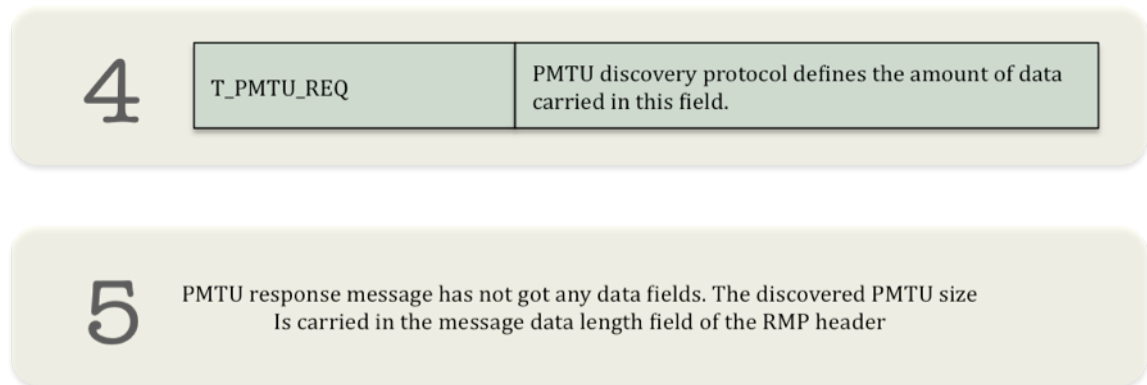 4
T_PMTU_REQ
PMTU discovery protocol defines the amount of data
carried in this field.
5
PMTU response message has not got any data fields. The discovered PMTU size
Is carried in the message data length field of the RMP header